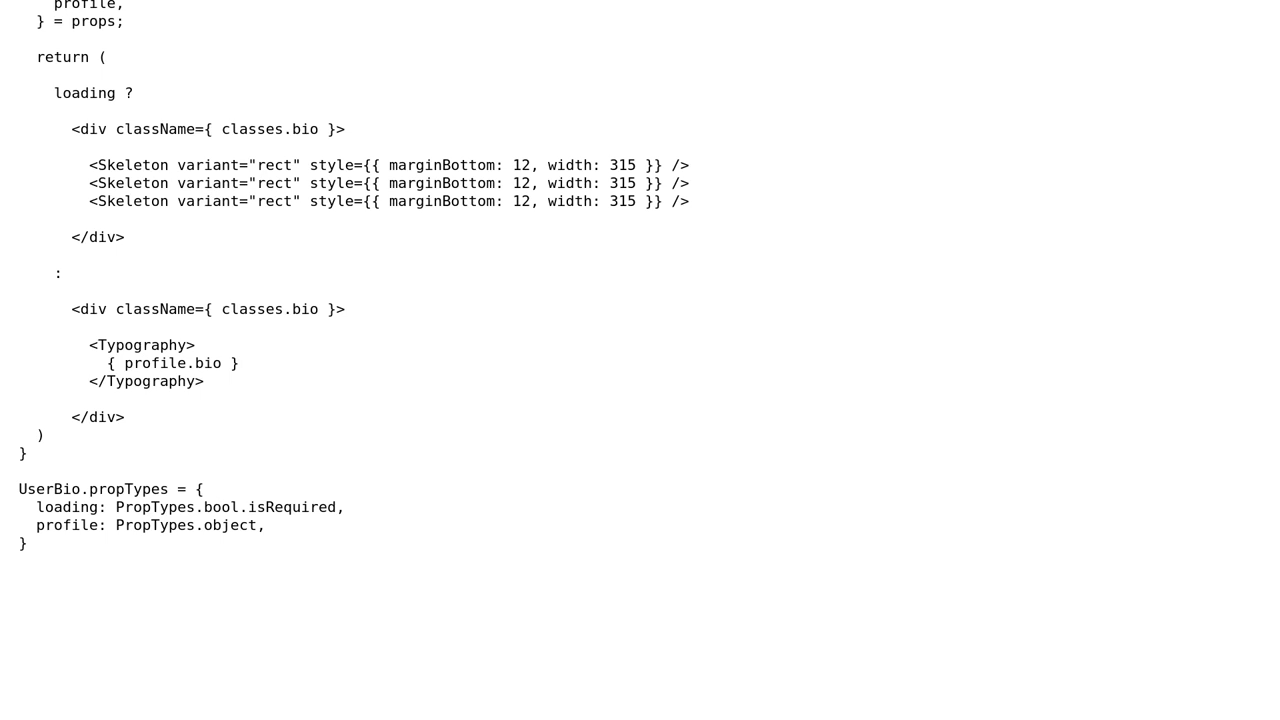 profile,
  } = props;

  return (

    loading ?

      <div className={ classes.bio }>

        <Skeleton variant="rect" style={{ marginBottom: 12, width: 315 }} />
        <Skeleton variant="rect" style={{ marginBottom: 12, width: 315 }} />
        <Skeleton variant="rect" style={{ marginBottom: 12, width: 315 }} />

      </div>

    :

      <div className={ classes.bio }>

        <Typography>
          { profile.bio }
        </Typography>

      </div>
  )
}

UserBio.propTypes = {
  loading: PropTypes.bool.isRequired,
  profile: PropTypes.object,
}